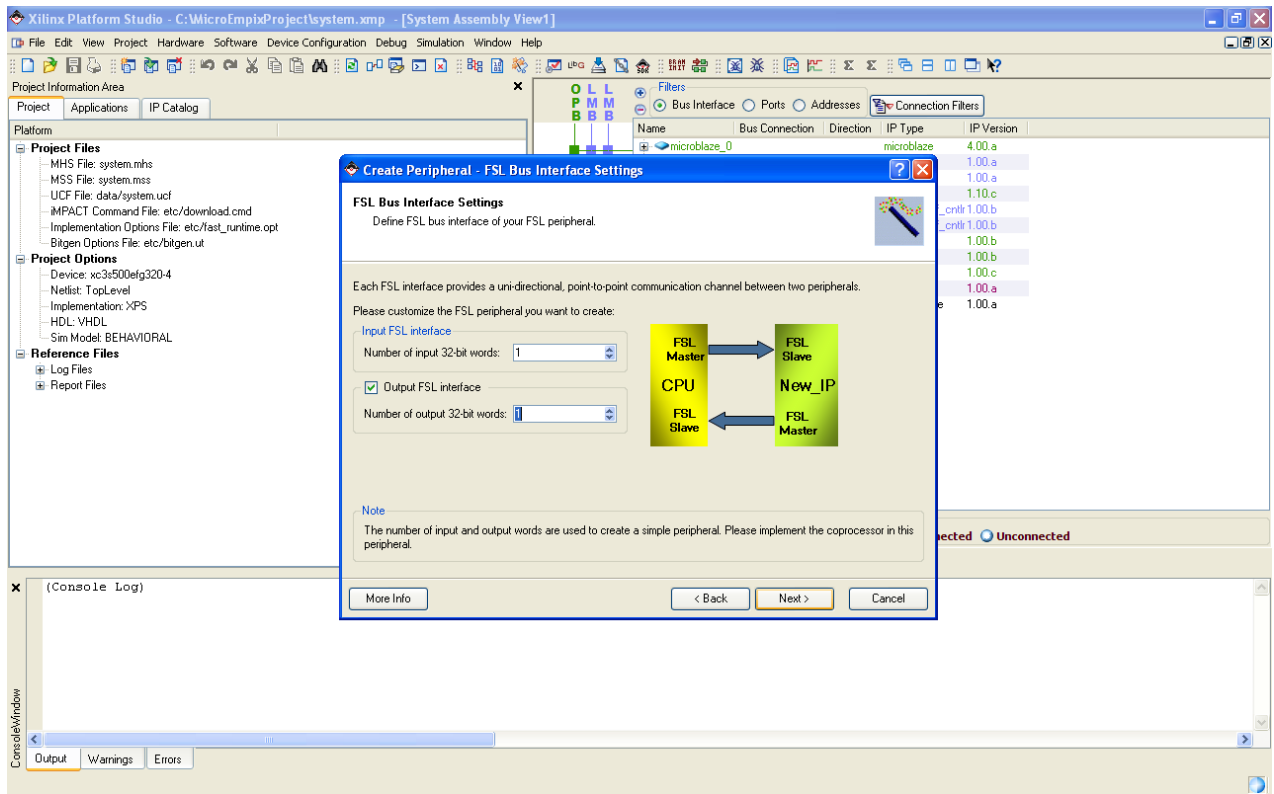 Xilinx Platform Studio - C:\MicroEmpixProject\system.xmp - [System Assembly View1]
File Edit View Project Hardware Software Device Configuration Debug Simulation Window Help
Project Information Area
Project Applications IP Catalog
Platform
Project Files
MHS File: system.mhs
MSS File: system.mss
UCF File: data/system.ucf
iMPACT Command File: etc/download.cmd
Implementation Options File: etc/fast_runtime.opt
Bitgen Options File: etc/bitgen.ut
Project Options
Device: xc3s500efg320-4
Netlist: TopLevel
Implementation: XPS
HDL: VHDL
Sim Model: BEHAVIORAL
Reference Files
Log Files
Report Files
O L L
P M M
B B B
Filters
Bus Interface Ports Addresses Connection Filters
Name Bus Connection Direction IP Type IP Version
microblaze_0 microblaze 4.00.a
1.00.a
1.00.a
1.10.c
_cntlr 1.00.b
_cntlr 1.00.b
1.00.b
1.00.b
1.00.c
1.00.a
e 1.00.a
nected Unconnected
Create Peripheral - FSL Bus Interface Settings
FSL Bus Interface Settings
Define FSL bus interface of your FSL peripheral.
Each FSL interface provides a uni-directional, point-to-point communication channel between two peripherals.
Please customize the FSL peripheral you want to create:
Input FSL interface
Number of input 32-bit words: 1
Output FSL interface
Number of output 32-bit words: 1
FSL Master
FSL Slave
CPU
New_IP
FSL Slave
FSL Master
Note
The number of input and output words are used to create a simple peripheral. Please implement the coprocessor in this
peripheral.
More Info < Back Next > Cancel
(Console Log)
ConsoleWindow
Output Warnings Errors